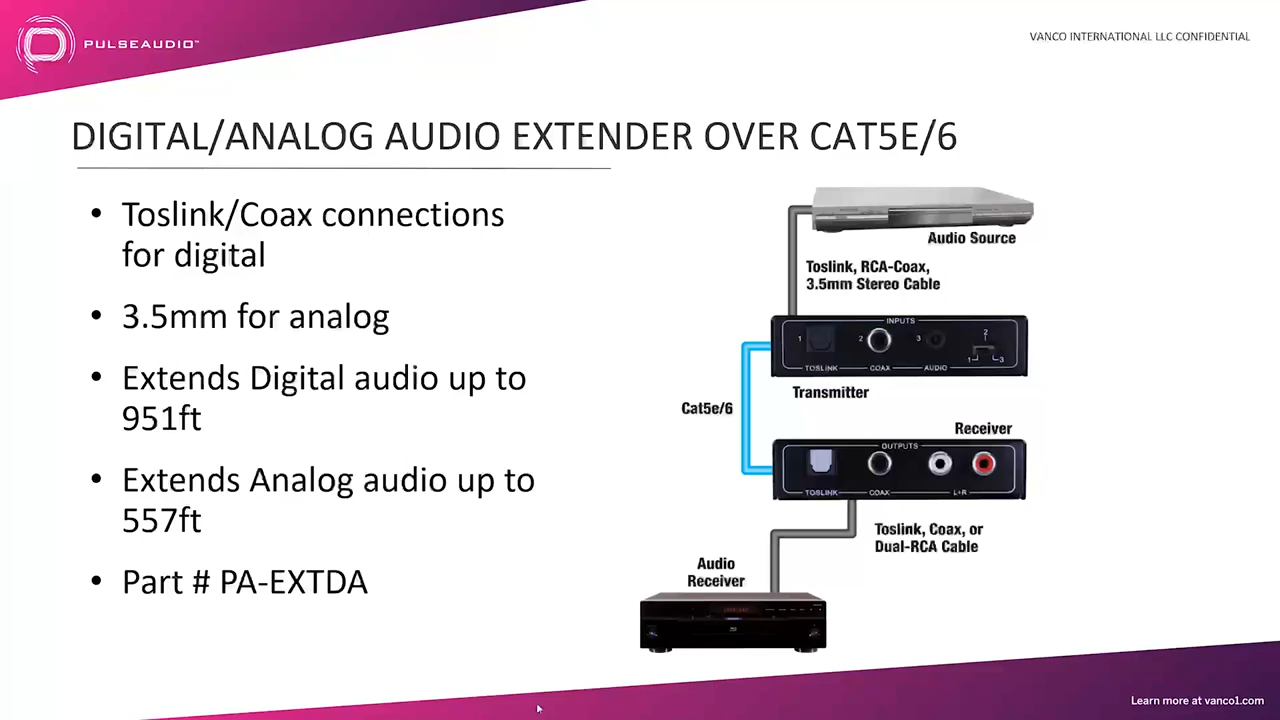 PULSEAUDIO™
VANCO INTERNATIONAL LLC CONFIDENTIAL
DIGITAL/ANALOG AUDIO EXTENDER OVER CAT5E/6
• Toslink/Coax connections
for digital
• 3.5mm for analog
• Extends Digital audio up to
951ft
• Extends Analog audio up to
557ft
• Part # PA-EXTDA
Audio Source
Toslink, RCA-Coax,
3.5mm Stereo Cable
INPUTS
1 2 3 2
1 3
TOSLINK COAX AUDIO
Transmitter
Cat5e/6
Receiver
OUTPUTS
TOSLINK COAX L+R
Toslink, Coax, or
Dual-RCA Cable
Audio
Receiver
Learn more at vanco1.com